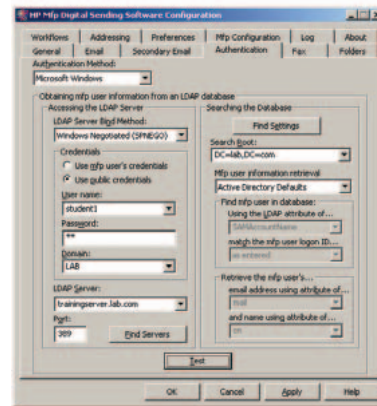 HP Mfp Digital Sending Software Configuration
Workflows Addressing Preferences Mfp Configuration Log About
General Email Secondary Email Authentication Fax Folders
Authentication Method:
Microsoft Windows
Obtaining mfp user information from an LDAP database
Accessing the LDAP Server
LDAP Server Bind Method:
Windows Negotiated (SPNEGO)
Credentials
Use mfp user's credentials
Use public credentials
User name:
student1
Password:
**
Domain:
LAB
LDAP Server:
trainingserver.lab.com
Port:
389 Find Servers
Searching the Database
Find Settings
Search Root:
DC=lab,DC=com
Mfp user information retrieval
Active Directory Defaults
Find mfp user in database:
Using the LDAP attribute of...
SAMAccountName
match the mfp user logon ID...
as entered
Retrieve the mfp user's...
email address using attribute of...
mail
and name using attribute of...
cn
Test
OK Cancel Apply Help